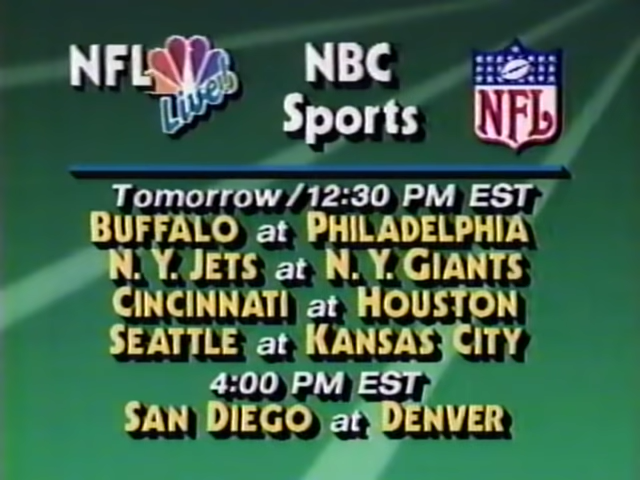 NFL Live!
NBC
Sports
NFL
Tomorrow/12:30 PM EST
BUFFALO at PHILADELPHIA
N.Y. JETS at N.Y. GIANTS
CINCINNATI at HOUSTON
SEATTLE at KANSAS CITY
4:00 PM EST
SAN DIEGO at DENVER